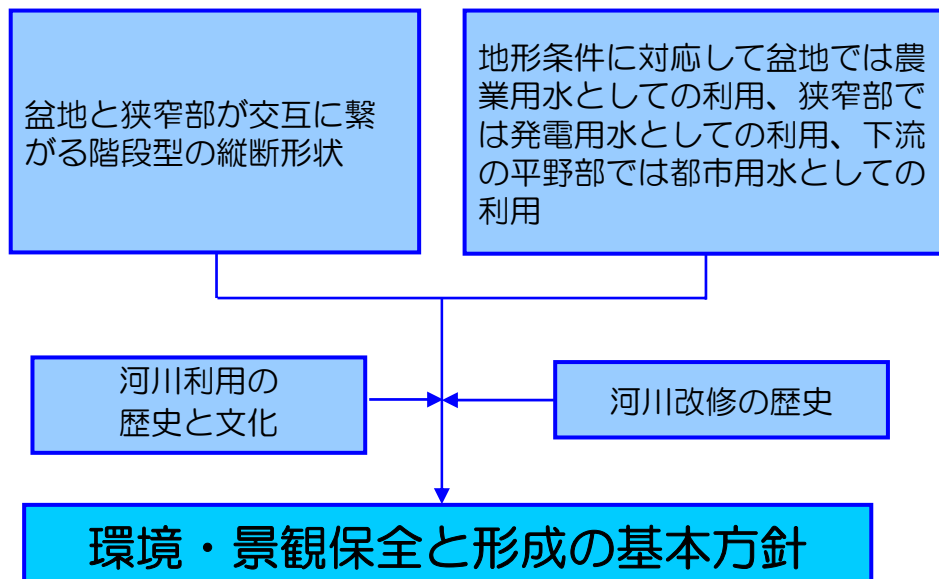 盆地と狭窄部が交互に繋
がる階段型の縦断形状
地形条件に対応して盆地では農
業用水としての利用、狭窄部で
は発電用水としての利用、下流
の平野部では都市用水としての
利用
河川利用の
歴史と文化
河川改修の歴史
環境・景観保全と形成の基本方針